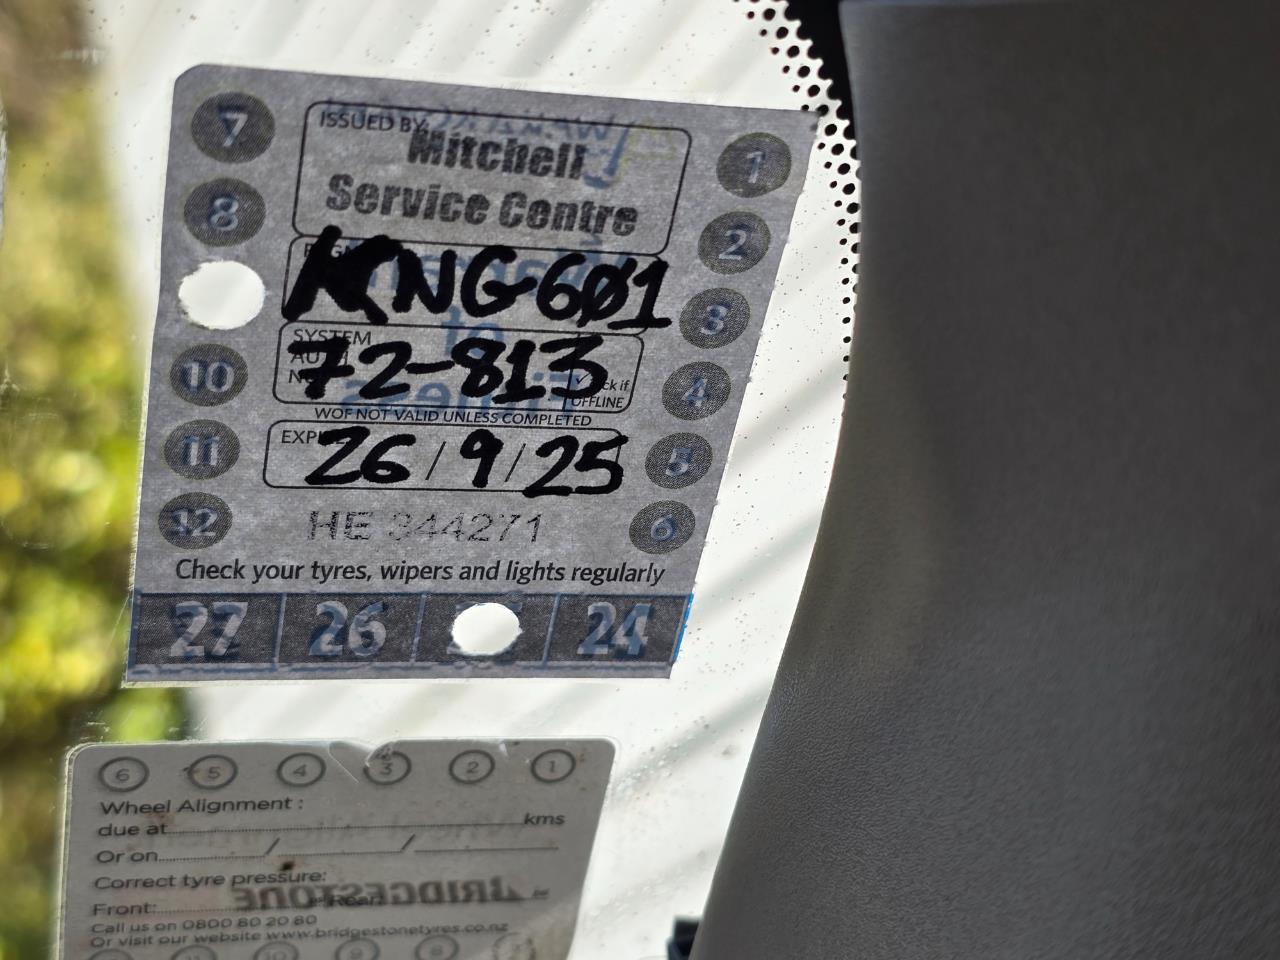 ISSUED BY
Mitchell
Service Centre
KNG601
SYSTEM
72-813
OFFLINE
WOF NOT VALID UNLESS COMPLETED
26/9/25
HE 344271
Check your tyres, wipers and lights regularly
27 26 24
7
8
10
11
12
1
2
3
4
5
6
6 5 4 3 2 1
Wheel Alignment :
due at kms
Or on / /
Correct tyre pressure:
Front: Rear:
BRIDGESTONE
Call us on 0800 80 20 80
Or visit our website www.bridgestonetyres.co.nz